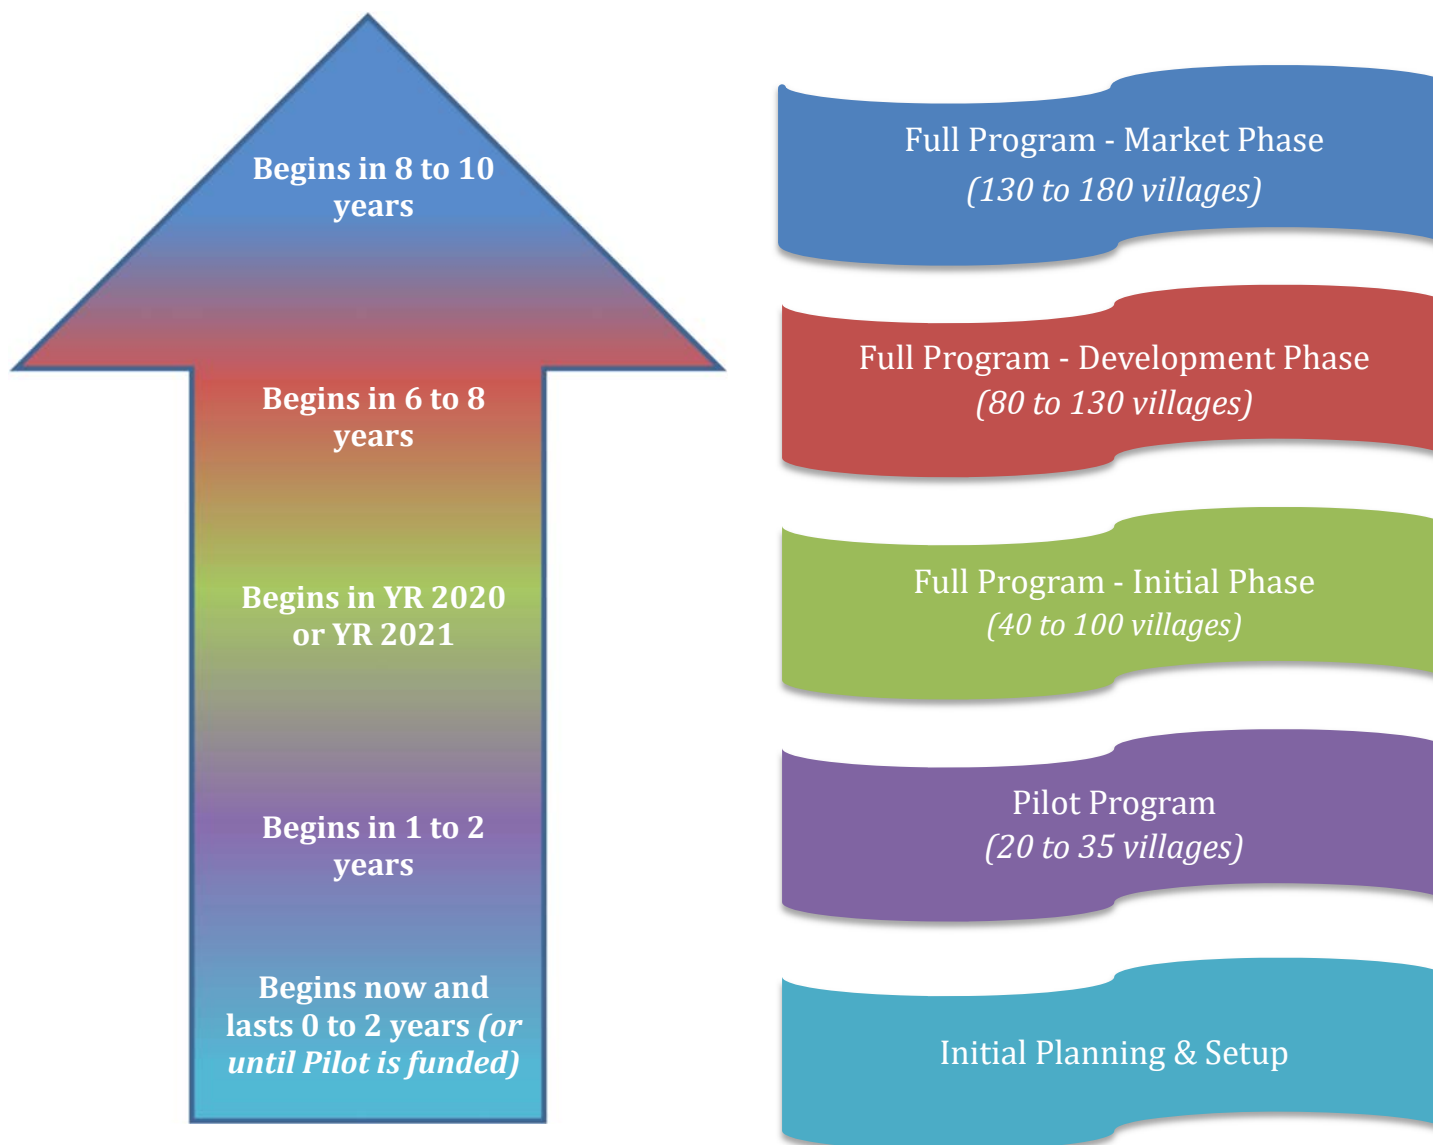 Begins in 8 to 10
years
Full Program - Market Phase
(130 to 180 villages)
Begins in 6 to 8
years
Full Program - Development Phase
(80 to 130 villages)
Begins in YR 2020
or YR 2021
Full Program - Initial Phase
(40 to 100 villages)
Begins in 1 to 2
years
Pilot Program
(20 to 35 villages)
Begins now and
lasts 0 to 2 years (or
until Pilot is funded)
Initial Planning & Setup